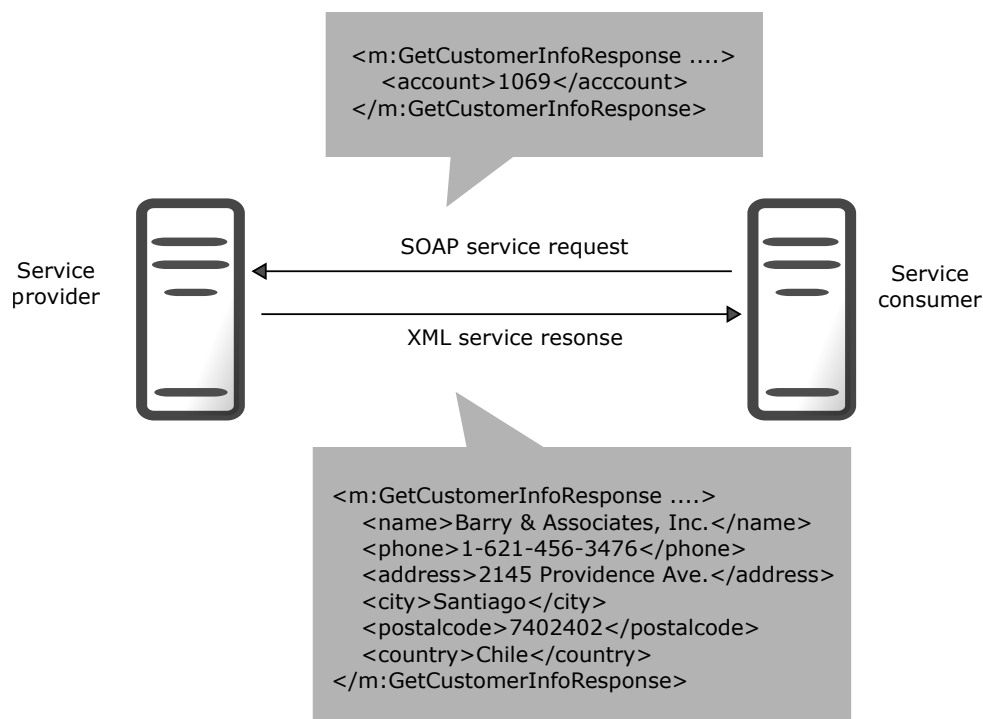 <m:GetCustomerInfoResponse ....>
<account>1069</acccount>
</m:GetCustomerInfoResponse>
SOAP service request
Service
provider
Service
consumer
XML service resonse
<m:GetCustomerInfoResponse ....>
<name>Barry & Associates, Inc.</name>
<phone>1-621-456-3476</phone>
<address>2145 Providence Ave.</address>
<city>Santiago</city>
<postalcode>7402402</postalcode>
<country>Chile</country>
</m:GetCustomerInfoResponse>